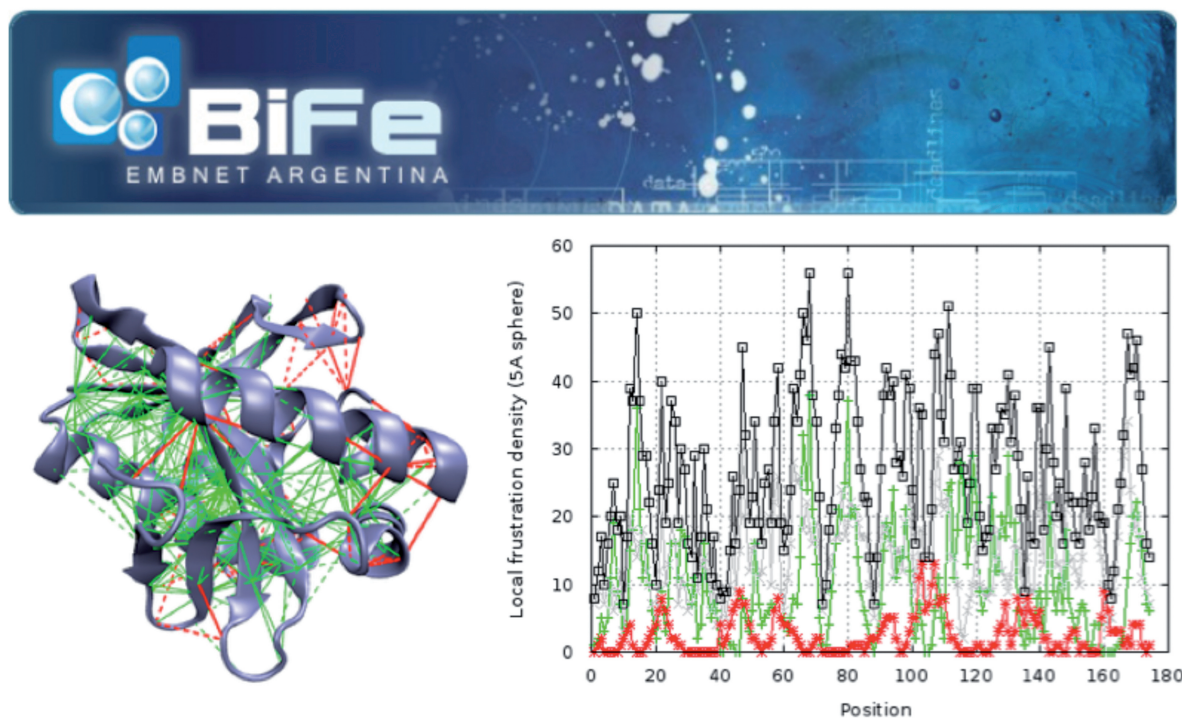 BiFe
EMBNET ARGENTINA
data
deadlines
Local frustration density (5A sphere)
60
50
40
30
20
10
0
0 20 40 60 80 100 120 140 160 180
Position